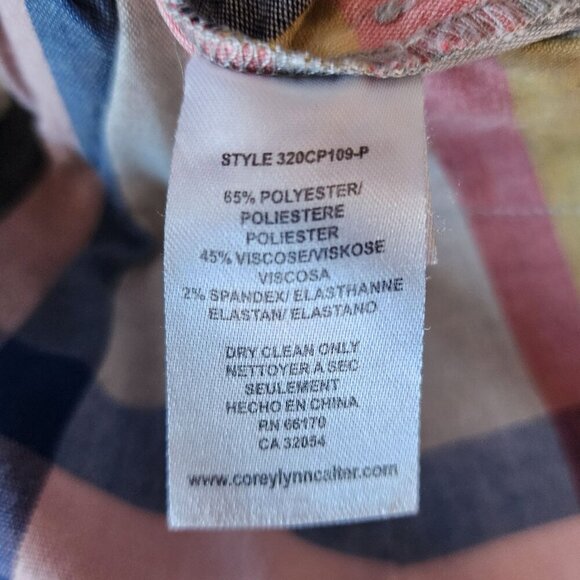 STYLE 320CP109-P
65% POLYESTER/
POLIESTERE
POLIESTER
45% VISCOSE/VISKOSE
VISCOSA
2% SPANDEX/ ELASTHANNE
ELASTAN/ ELASTANO
DRY CLEAN ONLY
NETTOYER A SEC
SEULEMENT
HECHO EN CHINA
RN 66170
CA 32054
www.coreylynncalter.com